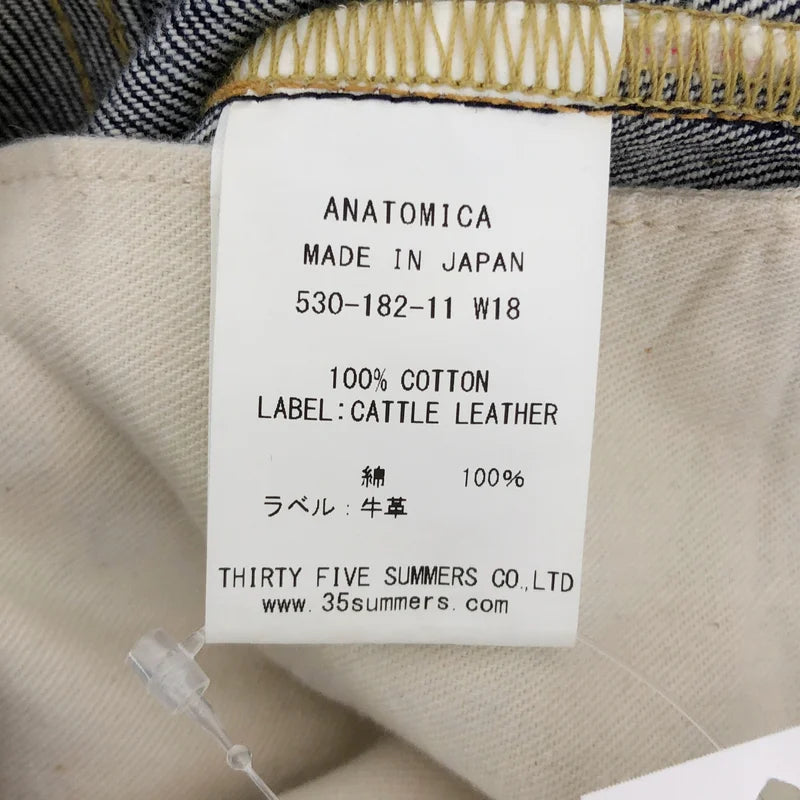 ANATOMICA
MADE IN JAPAN
530-182-11 W18
100% COTTON
LABEL:CATTLE LEATHER
綿 100%
ラベル:牛革
THIRTY FIVE SUMMERS CO.,LTD
www.35summers.com